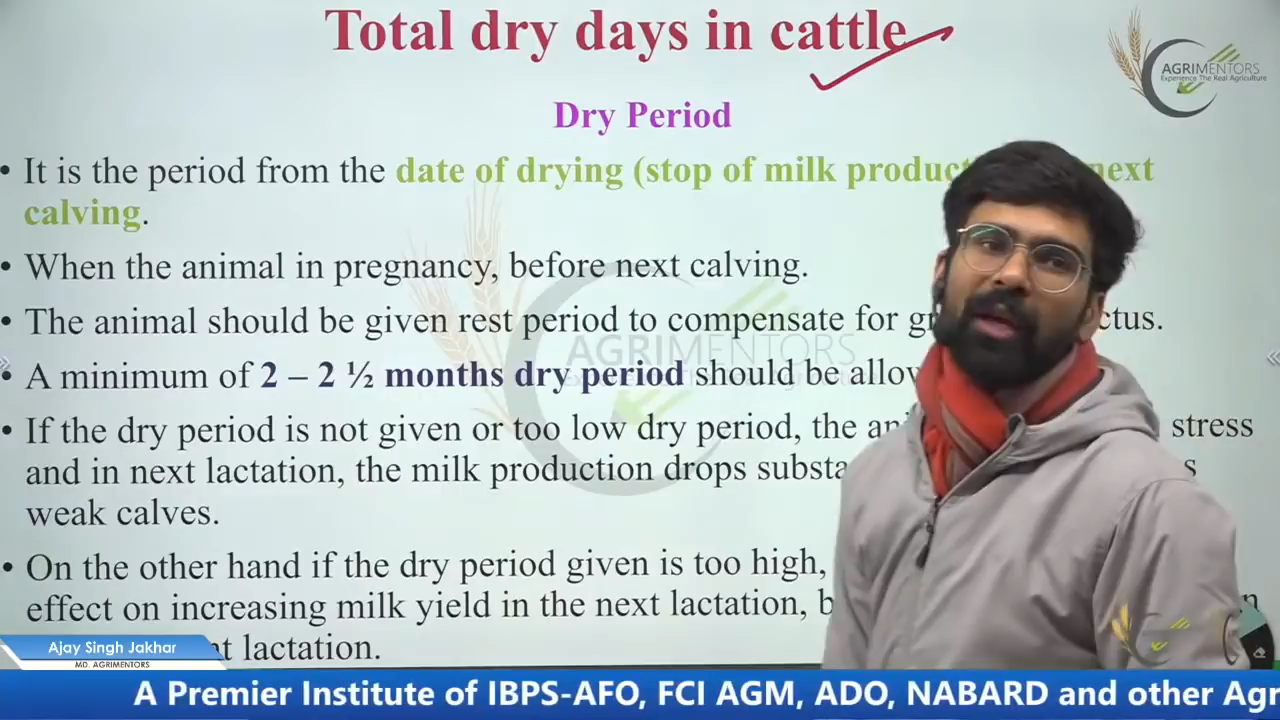 Total dry days in cattle
AGRIMENTORS
Experience The Real Agriculture
Dry Period
• It is the period from the date of drying (stop of milk next
calving.
• When the animal in pregnancy, before next calving.
• The animal should be given rest period to compensate for
• A minimum of 2 – 2 ½ months dry period should be
AGRIMENTORS
• If the dry period is not given or too low dry period, the stress
and in next lactation, the milk production drops
weak calves.
• On the other hand if the dry period given is too high,
effect on increasing milk yield in the next lactation,
lactation.
Ajay Singh Jakhar
MD. AGRIMENTORS
A Premier Institute of IBPS-AFO, FCI AGM, ADO, NABARD and other